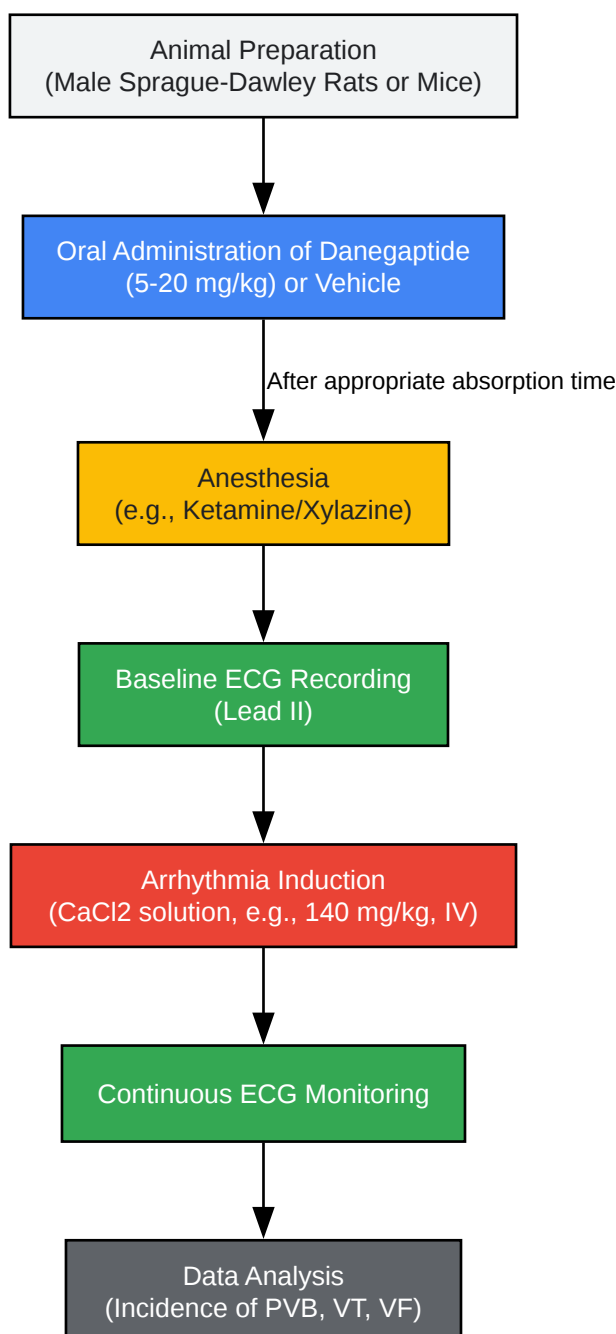 Animal Preparation
(Male Sprague-Dawley Rats or Mice)
Oral Administration of Danegaptide
(5-20 mg/kg) or Vehicle
After appropriate absorption time
Anesthesia
(e.g., Ketamine/Xylazine)
Baseline ECG Recording
(Lead II)
Arrhythmia Induction
(CaCl2 solution, e.g., 140 mg/kg, IV)
Continuous ECG Monitoring
Data Analysis
(Incidence of PVB, VT, VF)